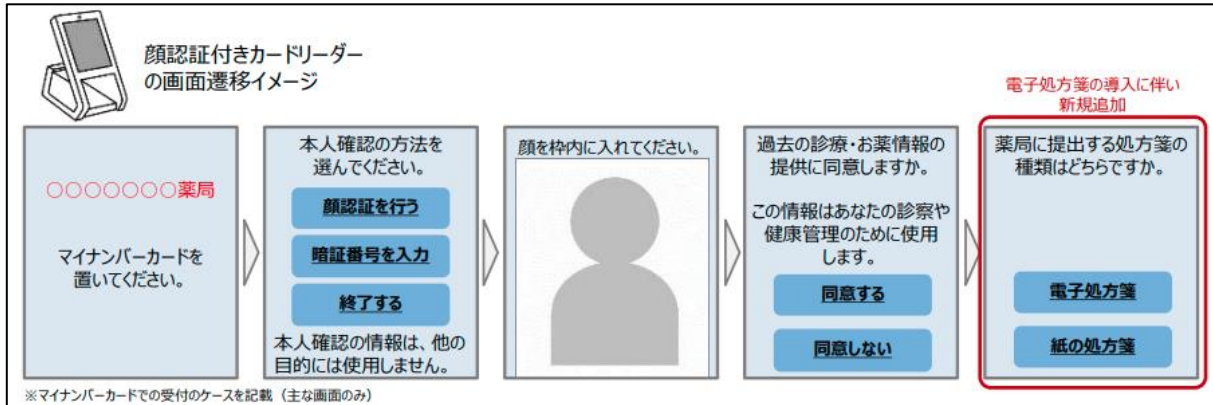 顔認証付きカードリーダー
の画面遷移イメージ
電子処方箋の導入に伴い
新規追加
○○○○○○○薬局
マイナンバーカードを
置いてください。
本人確認の方法を
選んでください。
顔認証を行う
暗証番号を入力
終了する
本人確認の情報は、他の
目的には使用しません。
顔を枠内に入れてください。
過去の診療・お薬情報の
提供に同意しますか。
この情報はあなたの診察や
健康管理のために使用
します。
同意する
同意しない
薬局に提出する処方箋の
種類はどちらですか。
電子処方箋
紙の処方箋
※マイナンバーカードでの受付のケースを記載（主な画面のみ）